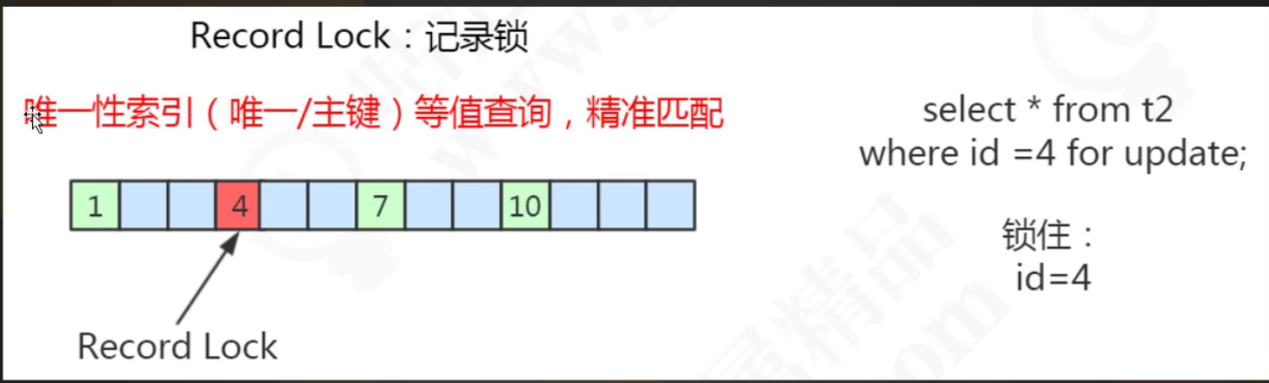 Record Lock：记录锁
唯一性索引（唯一/主键）等值查询，精准匹配
select * from t2
where id =4 for update;
1 4 7 10
锁住：
id=4
Record Lock